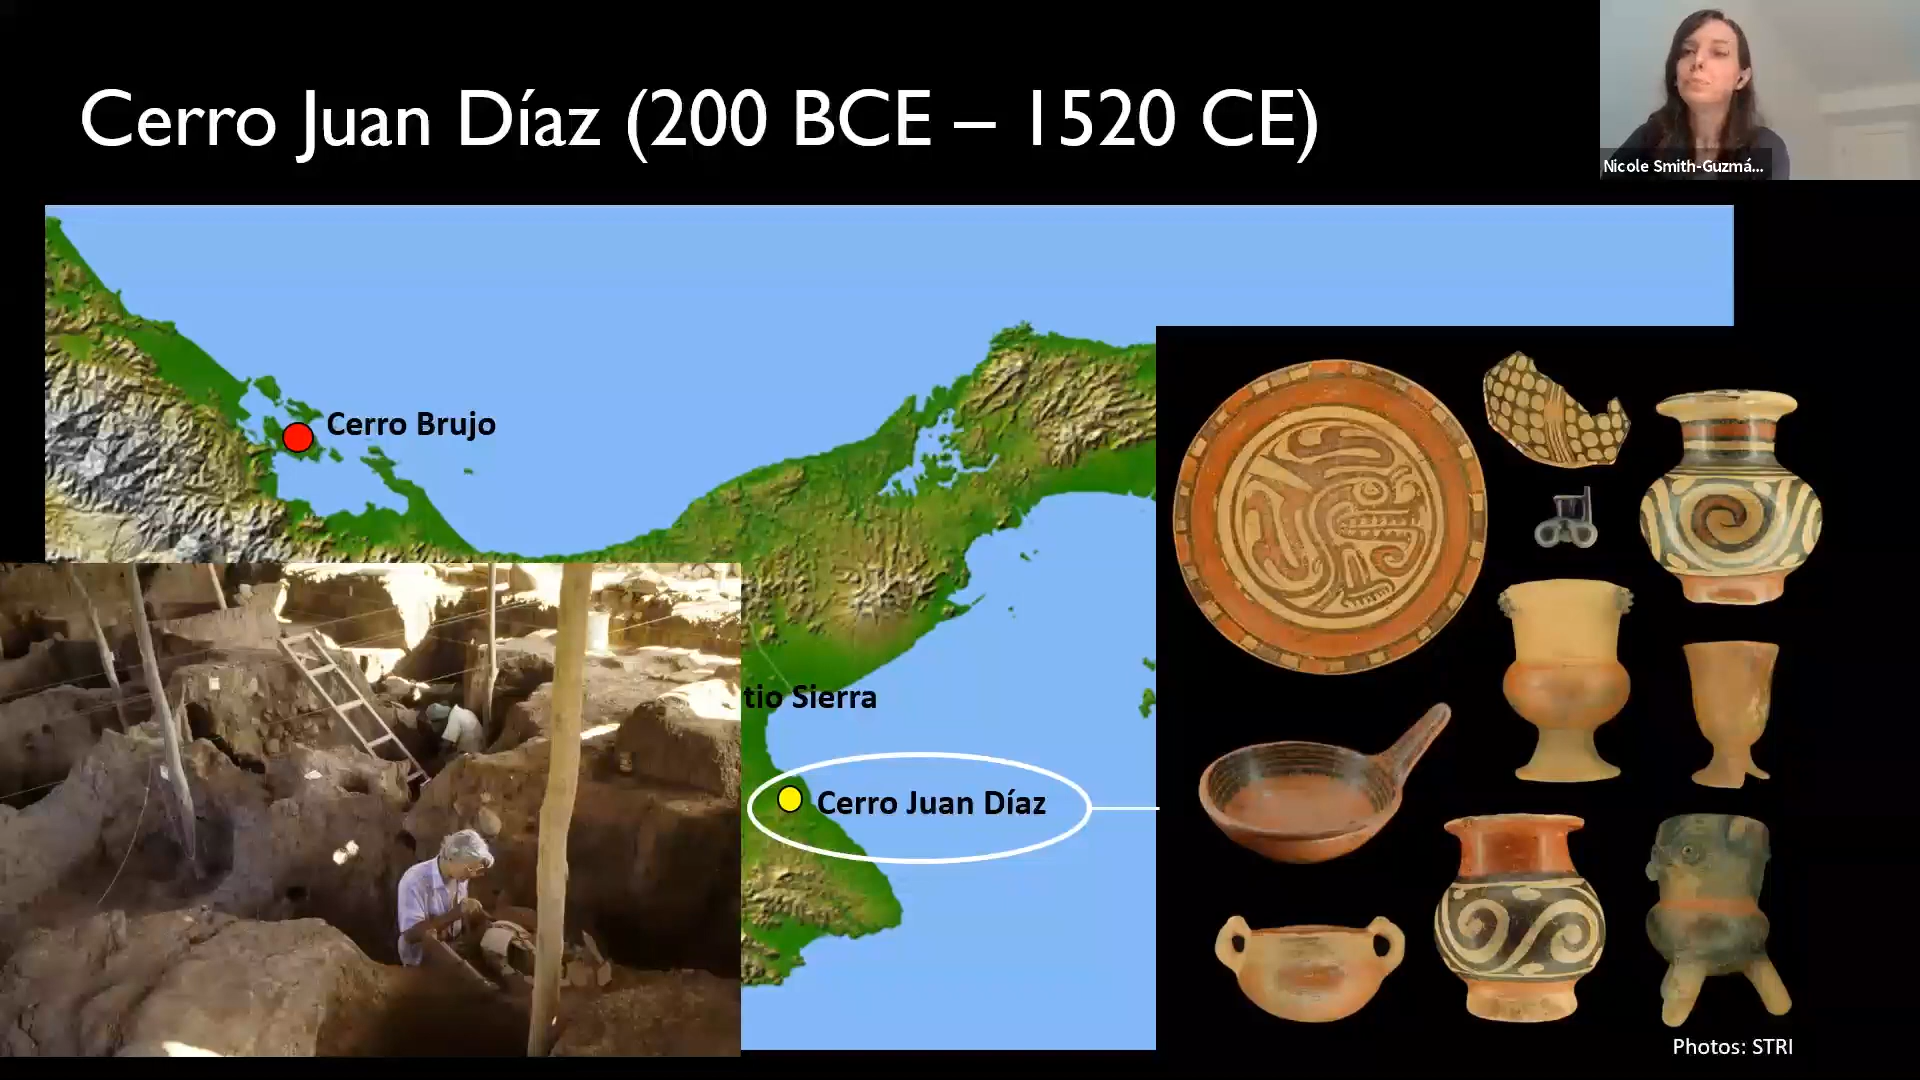 Cerro Juan Díaz (200 BCE – 1520 CE)
Nicole Smith-Guzmá...
Cerro Brujo
tio Sierra
Cerro Juan Díaz
Photos: STRI